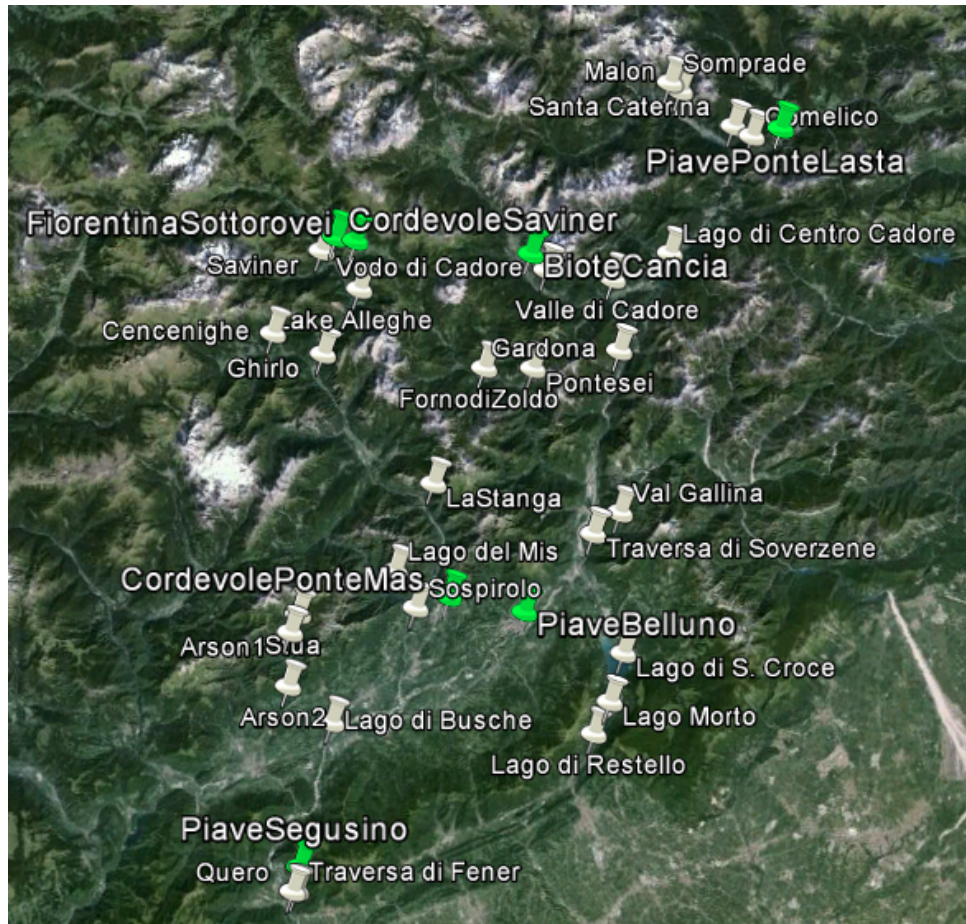 Somprade
Malon
Santa Caterina
Comelico
PiavePonteLasta
FiorentinaSottorovei
CordevoleSaviner
Lago di Centro Cadore
Saviner
Vodo di Cadore
BioteCancia
Valle di Cadore
Cencenighe
Lake Alleghe
Ghirlo
Gardona
Pontesei
FornodiZoldo
LaStanga
Val Gallina
Traversa di Soverzene
Lago del Mis
CordevolePonteMas
Sospirolo
PiaveBelluno
Arson1
Stua
Lago di S. Croce
Arson2
Lago di Busche
Lago Morto
Lago di Restello
PiaveSegusino
Quero
Traversa di Fener